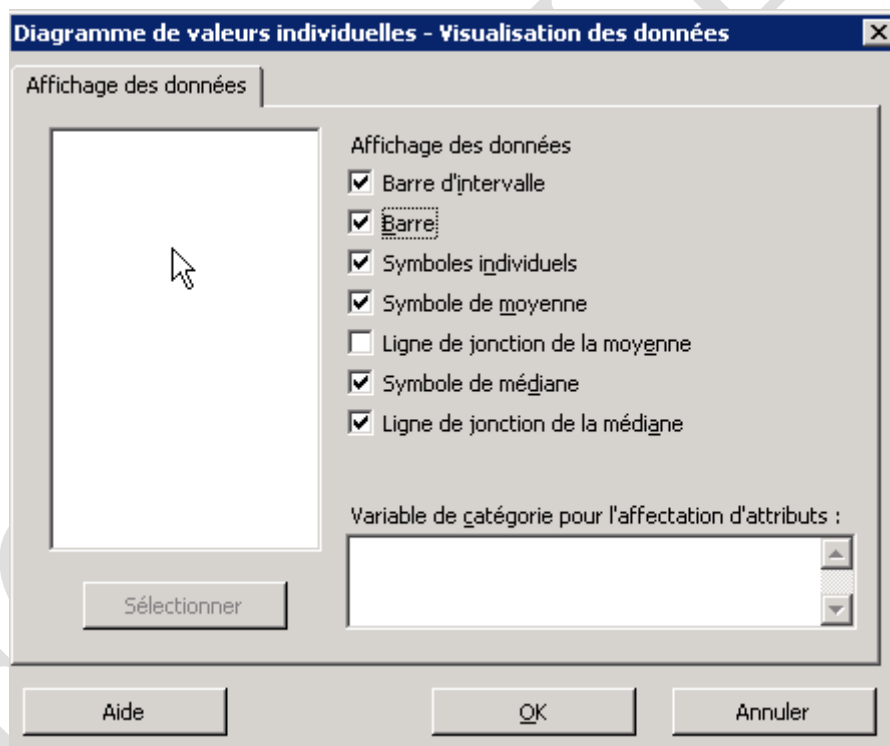 Diagramme de valeurs individuelles - Visualisation des données
Affichage des données
Affichage des données
Barre d'intervalle
Barre
Symboles individuels
Symbole de moyenne
Ligne de jonction de la moyenne
Symbole de médiane
Ligne de jonction de la médiane
Variable de catégorie pour l'affectation d'attributs :
Sélectionner
Aide
OK
Annuler